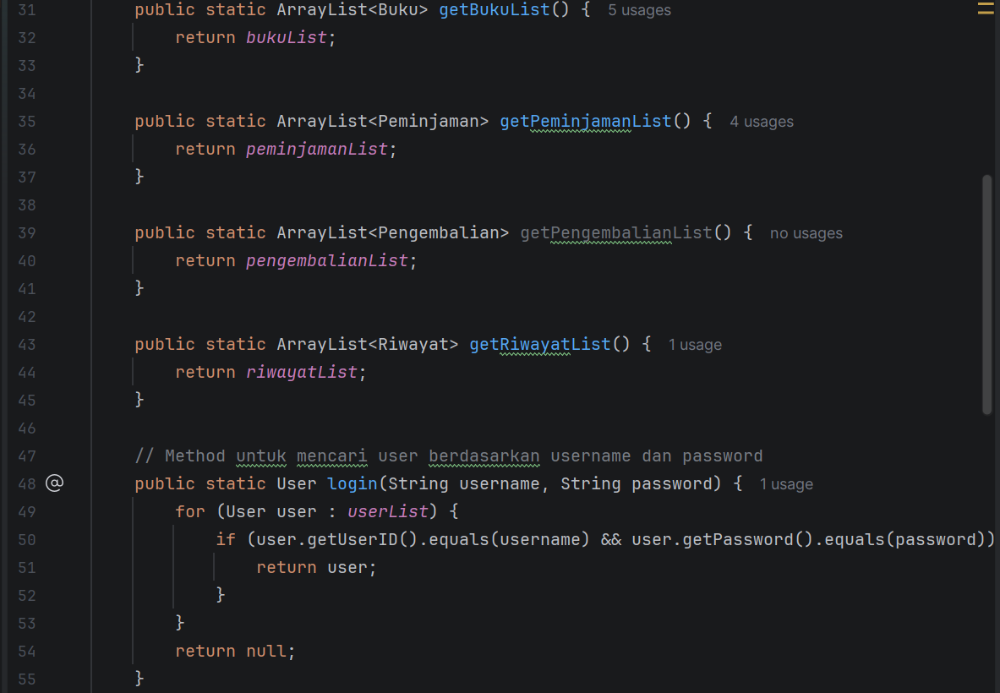 31 public static ArrayList<Buku> getBukuList() { 5 usages
32 return bukuList;
33 }
34
35 public static ArrayList<Peminjaman> getPeminjamanList() { 4 usages
36 return peminjamanList;
37 }
38
39 public static ArrayList<Pengembalian> getPengembalianList() { no usages
40 return pengembalianList;
41 }
42
43 public static ArrayList<Riwayat> getRiwayatList() { 1 usage
44 return riwayatList;
45 }
46
47 // Method untuk mencari user berdasarkan username dan password
48 @ public static User login(String username, String password) { 1 usage
49 for (User user : userList) {
50 if (user.getUserID().equals(username) && user.getPassword().equals(password))
51 return user;
52 }
53 }
54 return null;
55 }